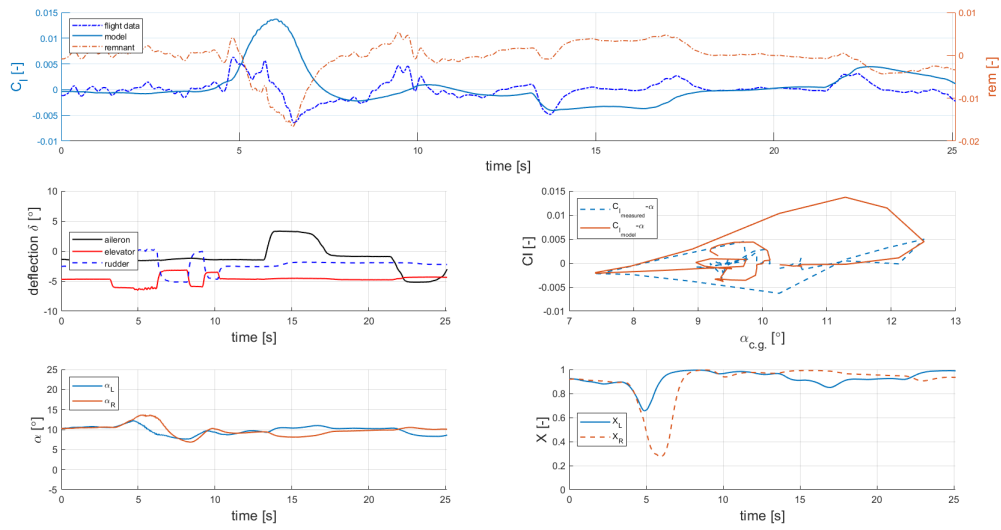 0.015
0.01
0.005
0
-0.005
-0.01
C_l [-]
flight data
model
remnant
0.01
0
-0.01
-0.02
rem [-]
0 5 10 15 20 25
time [s]
10
5
0
-5
-10
deflection δ [°]
aileron
elevator
rudder
0 5 10 15 20 25
time [s]
0.015
0.01
0.005
0
-0.005
-0.01
Cl [-]
C_l_measured -α
C_l_model -α
7 8 9 10 11 12 13
α_c.g. [°]
25
20
15
10
5
0
-5
α [°]
α_L
α_R
0 5 10 15 20 25
time [s]
1
0.8
0.6
0.4
0.2
0
X [-]
X_L
X_R
0 5 10 15 20 25
time [s]